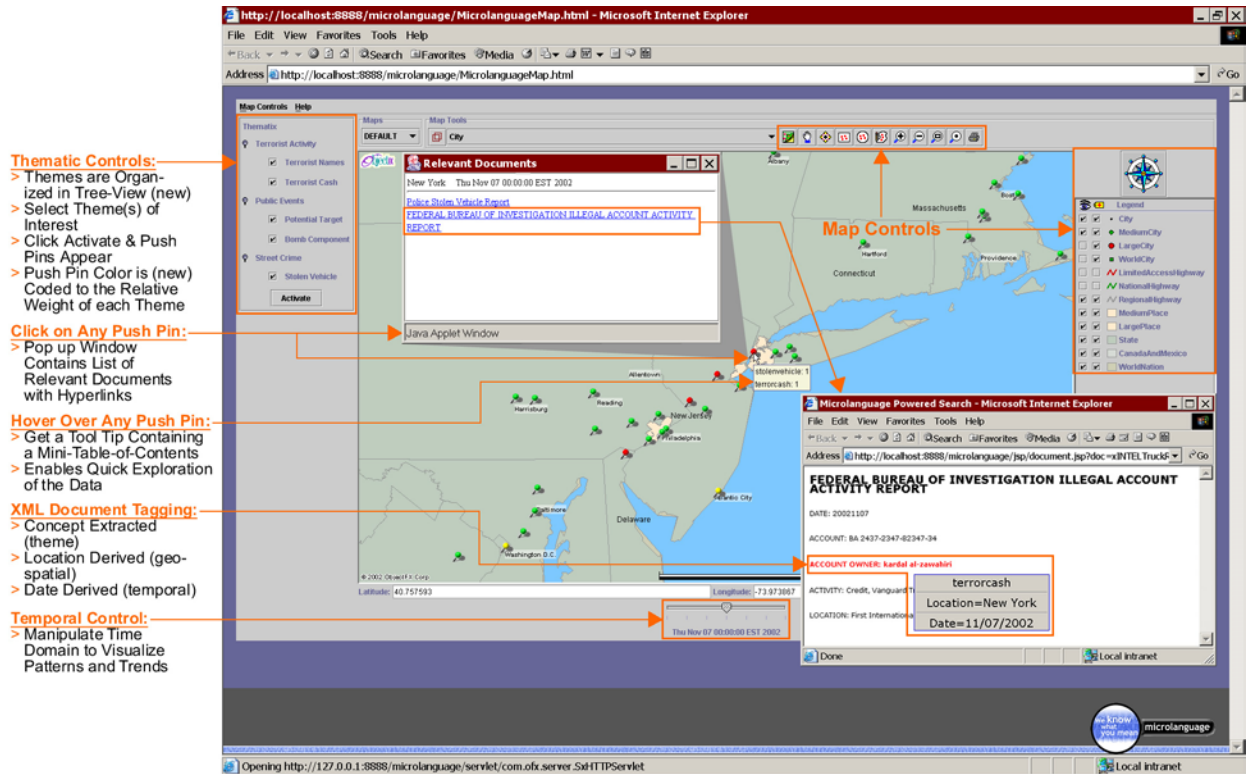 http://localhost:8888/microlanguage/MicrolanguageMap.html - Microsoft Internet Explorer
File Edit View Favorites Tools Help
Back Search Favorites Media
Address http://localhost:8888/microlanguage/MicrolanguageMap.html Go
Map Controls Help
Thematix
Terrorist Activity
Terrorist Names
Terrorist Cash
Public Events
Potential Target
Bomb Component
Street Crime
Stolen Vehicle
Activate
Maps
DEFAULT
Map Tools
City
Thematic Controls:
> Themes are Organ-
ized in Tree-View (new)
> Select Theme(s) of
Interest
> Click Activate & Push
Pins Appear
> Push Pin Color is (new)
Coded to the Relative
Weight of each Theme
Click on Any Push Pin:
> Pop up Window
Contains List of
Relevant Documents
with Hyperlinks
Hover Over Any Push Pin:
> Get a Tool Tip Containing
a Mini-Table-of-Contents
> Enables Quick Exploration
of the Data
XML Document Tagging:
> Concept Extracted
(theme)
> Location Derived (geo-
spatial)
> Date Derived (temporal)
Temporal Control:
> Manipulate Time
Domain to Visualize
Patterns and Trends
Relevant Documents
New York Thu Nov 07 00:00:00 EST 2002
Police Stolen Vehicle Report
FEDERAL BUREAU OF INVESTIGATION ILLEGAL ACCOUNT ACTIVITY
REPORT
Java Applet Window
Map Controls
Albany
Massachusetts
Hartford
Providence
Connecticut
Allentown
Harrisburg
Reading
New Jersey
Philadelphia
Atlantic City
Baltimore
Delaware
Washington D.C.
stolenvehicle: 1
terrorcash: 1
Legend
City
MediumCity
LargeCity
WorldCity
LimitedAccessHighway
NationalHighway
RegionalHighway
MediumPlace
LargePlace
State
CanadaAndMexico
WorldNation
© 2002 ObjectFX Corp
Latitude: 40.757593
Longitude: -73.973867
Thu Nov 07 00:00:00 EST 2002
Microlanguage Powered Search - Microsoft Internet Explorer
File Edit View Favorites Tools Help
Back Search Favorites Media
Address http://localhost:8888/microlanguage/jsp/document.jsp?doc=xINTELTruckF Go
FEDERAL BUREAU OF INVESTIGATION ILLEGAL ACCOUNT
ACTIVITY REPORT
DATE: 20021107
ACCOUNT: BA 2437-2347-82347-34
ACCOUNT OWNER: kardal al-zawahiri
ACTIVITY: Credit, Vanguard
LOCATION: First Internationa
terrorcash
Location=New York
Date=11/07/2002
Done
Local intranet
we know
what
you mean
microlanguage
Opening http://127.0.0.1:8888/microlanguage/servlet/com.ofx.server.SxHTTPServlet
Local intranet